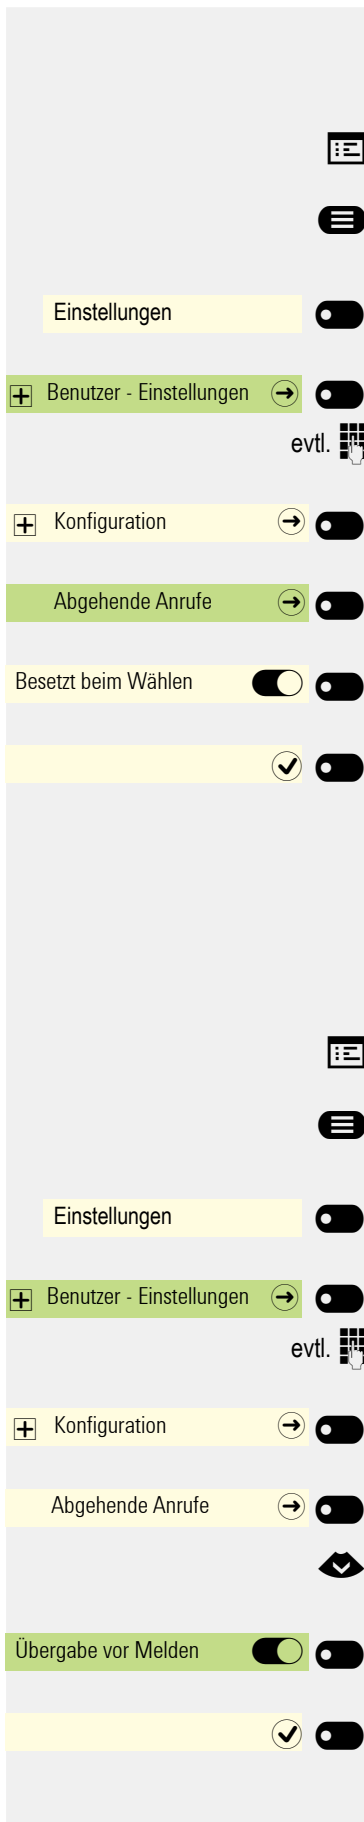 Einstellungen
Benutzer - Einstellungen
evtl.
Konfiguration
Abgehende Anrufe
Besetzt beim Wählen
Einstellungen
Benutzer - Einstellungen
evtl.
Konfiguration
Abgehende Anrufe
Übergabe vor Melden